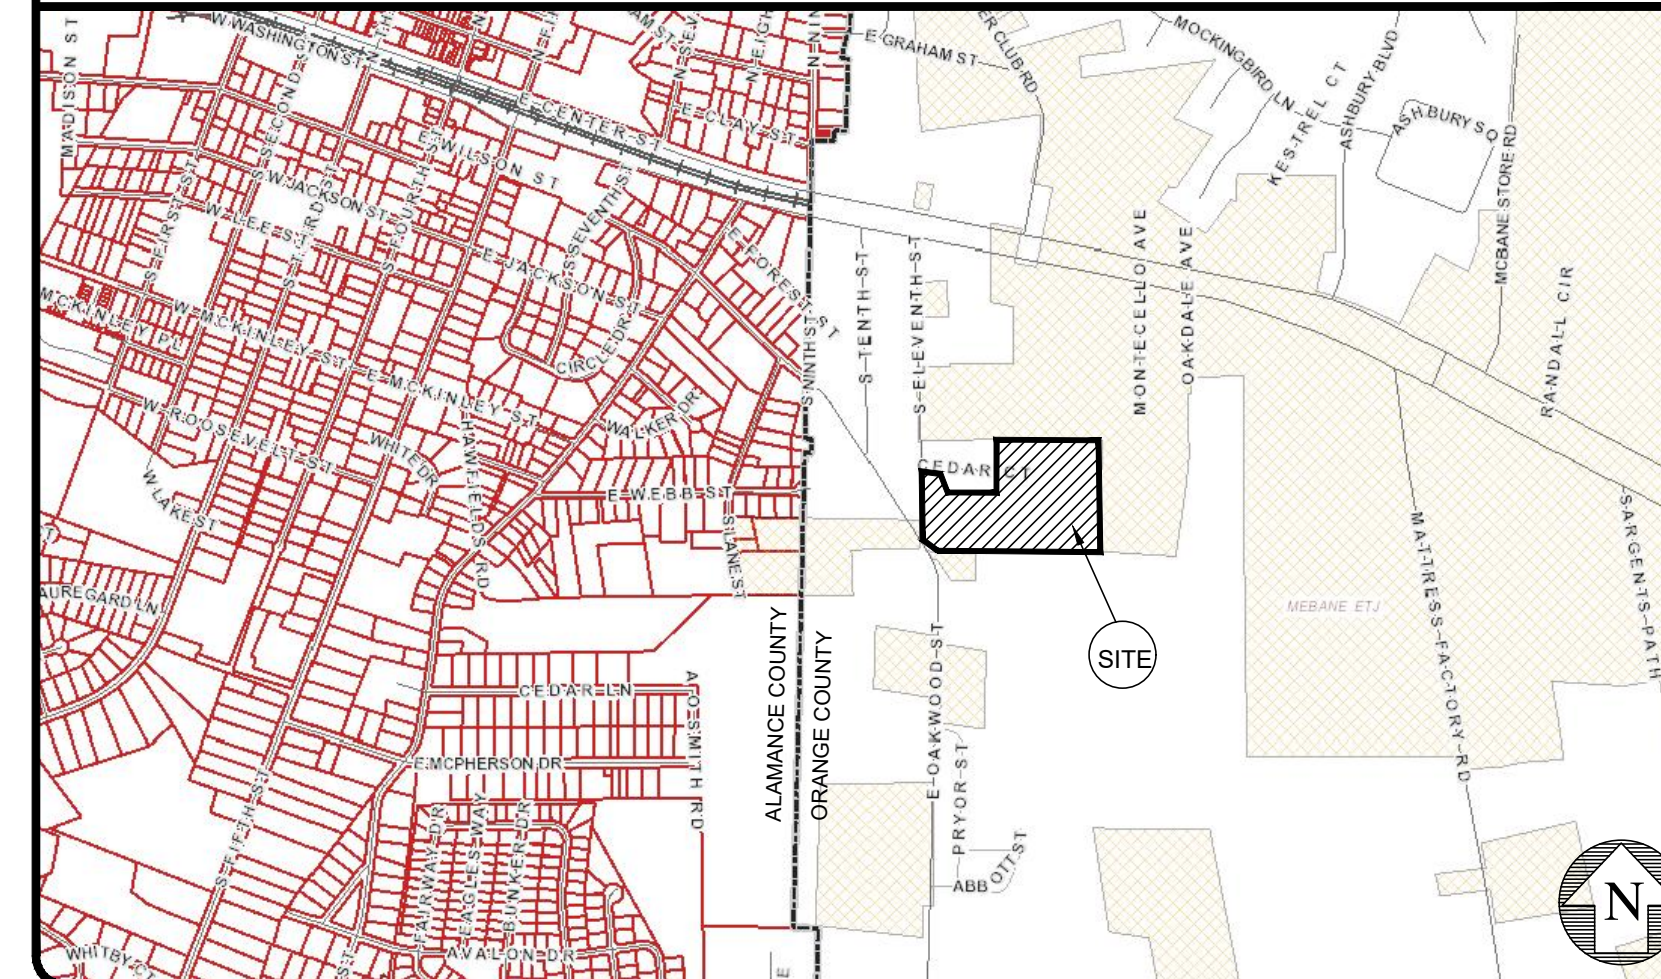 W WASHINGTON ST
MADISON ST
E CENTER ST
E CLAY ST
E GRAHAM ST
MOCKINGBIRD LN
KESTREL CT
ASHBURY BLVD
ASHBURY SQ
MCBANE STORE RD
E WILSON ST
S SECOND S
W JACKSON ST
W LEE ST
S FIRST ST
S THIRD ST
S FOURTH ST
S SEVENTH S
E JACKSON ST
E FOREST ST
CIRCLE DR
S NINTH ST
S TENTH ST
S ELEVENTH ST
MONTECELLO AVE
OAKDALE AVE
RANDALL CIR
MCKINLEY PL
W MCKINLEY ST
E MCKINLEY ST
W ROOSEVELT ST
WHITE DR
HAWFIELDS RD
WALKER DR
CEDAR CT
W LAKE ST
E WEBB ST
S LANE ST
MATTRESS FACTORY RD
SARGENTS PATH
AUREGARD LN
MEBANE ETJ
SITE
ALAMANCE COUNTY
ORANGE COUNTY
E OAKWOOD ST
CEDAR LN
A O SMITH RD
E MCPHERSON DR
PRYOR ST
ABBOTT ST
S FIFTH ST
FAIRWAY DR
EAGLES WAY
BUNKER DR
AVALON DR
WHITBY CT
N